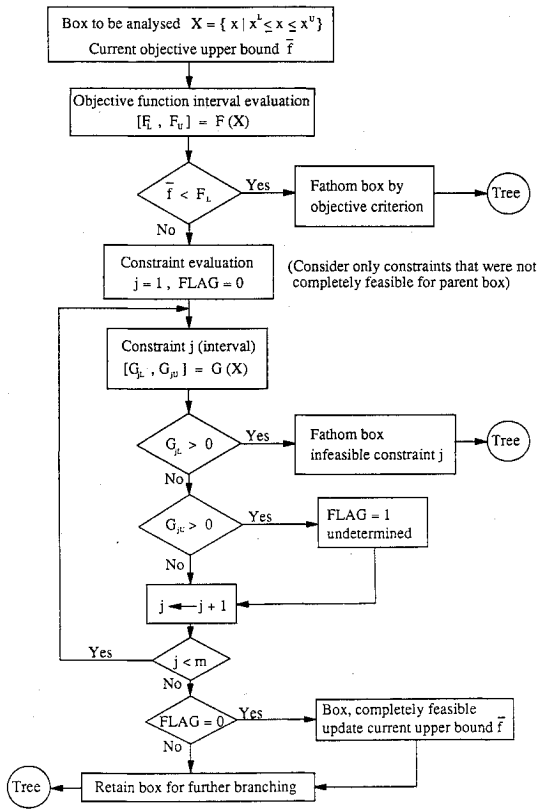 Box to be analysed X = { x | x^L ≤ x ≤ x^U }
Current objective upper bound f̄
Objective function interval evaluation
[F_L , F_U] = F (X)
f̄ < F_L
Yes
Fathom box by
objective criterion
Tree
No
Constraint evaluation
j = 1 , FLAG = 0
(Consider only constraints that were not
completely feasible for parent box)
Constraint j (interval)
[G_jL , G_jU ] = G (X)
G_jL > 0
Yes
Fathom box
infeasible constraint j
Tree
No
G_jU > 0
Yes
FLAG = 1
undetermined
No
j ← j + 1
Yes
j < m
No
FLAG = 0
Yes
Box, completely feasible
update current upper bound f̄
No
Tree
Retain box for further branching